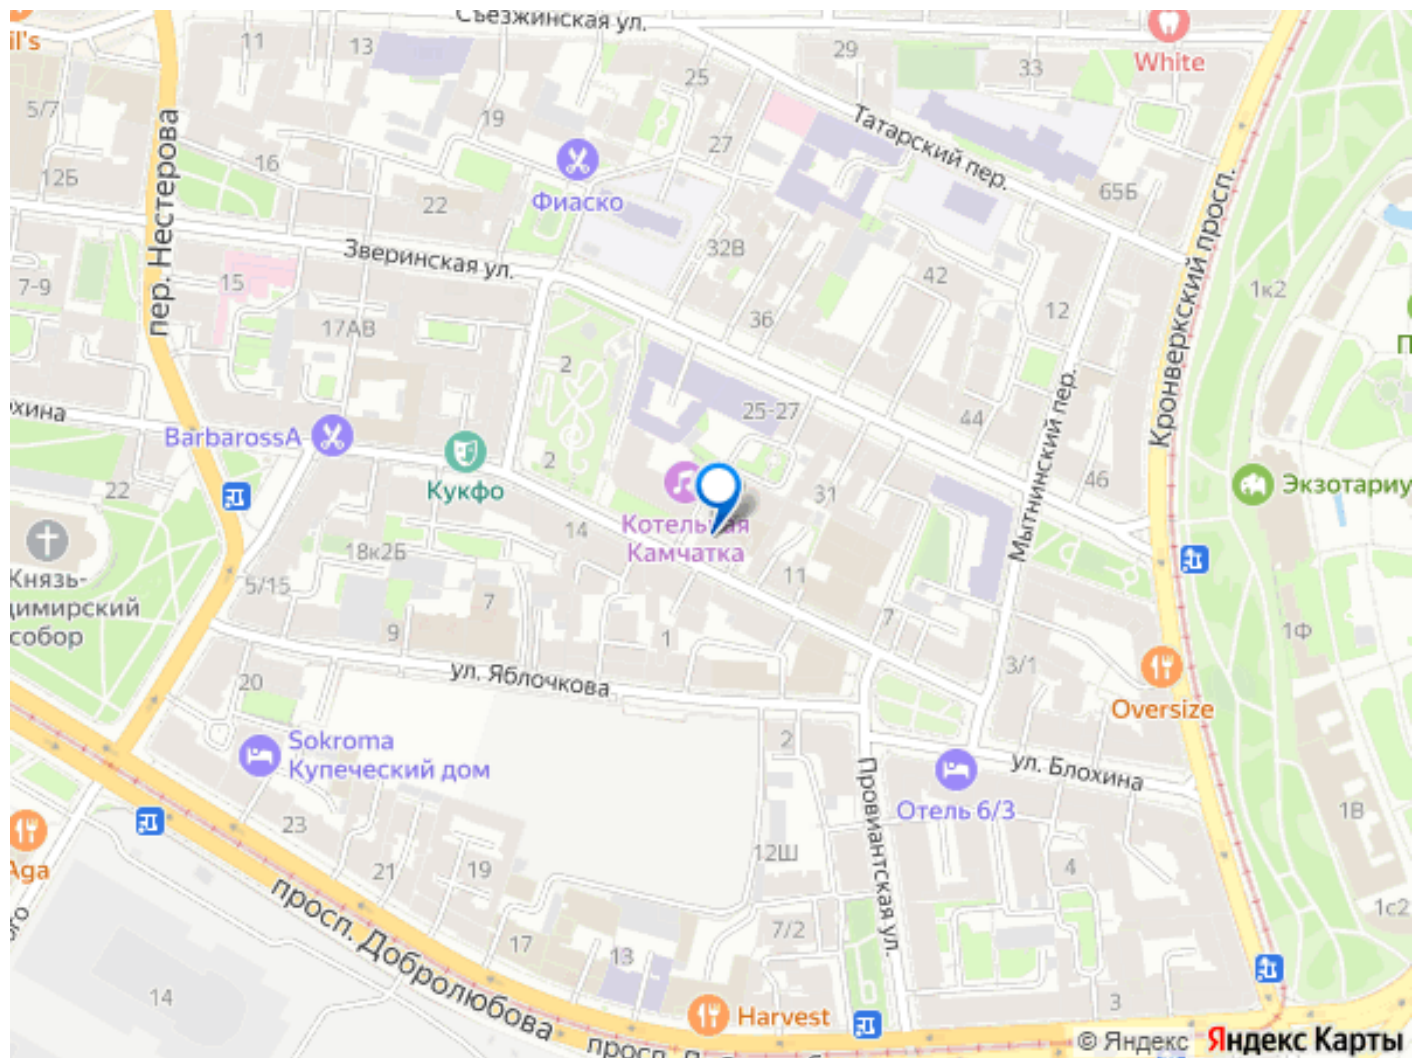 Съезжинская ул.
il's
11
13
29
White
33
25
5/7
19
27
Татарский пер.
65Б
16
12Б
пер. Нестерова
22
Фиаско
32В
Зверинская ул.
42
Кронверкский просп.
1к2
7-9
15
17АВ
36
12
2
П
25-27
44
Мытнинский пер.
хина
BarbarossA
2
Кукфо
46
22
31
Экзотариу
Котельная
Камчатка
14
18к2Б
Князь-
димирский
собор
5/15
7
11
9
1
7
1Ф
3/1
ул. Яблочкова
20
Oversize
Sokroma
Купеческий дом
2
ул. Блохина
Провиантская ул.
Отель 6/3
1В
23
Aga
21
19
12Ш
4
ого
просп. Добролюбова
1с2
17
7/2
13
14
3
Harvest
© Яндекс Яндекс Карты